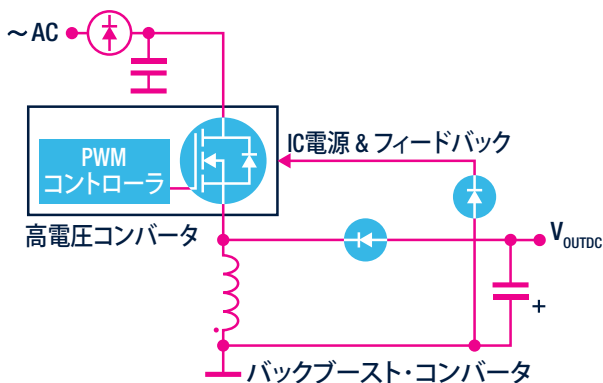 ～AC
IC電源 & フィードバック
PWM
コントローラ
高電圧コンバータ
VOUTDC
+
バックブースト・コンバータ